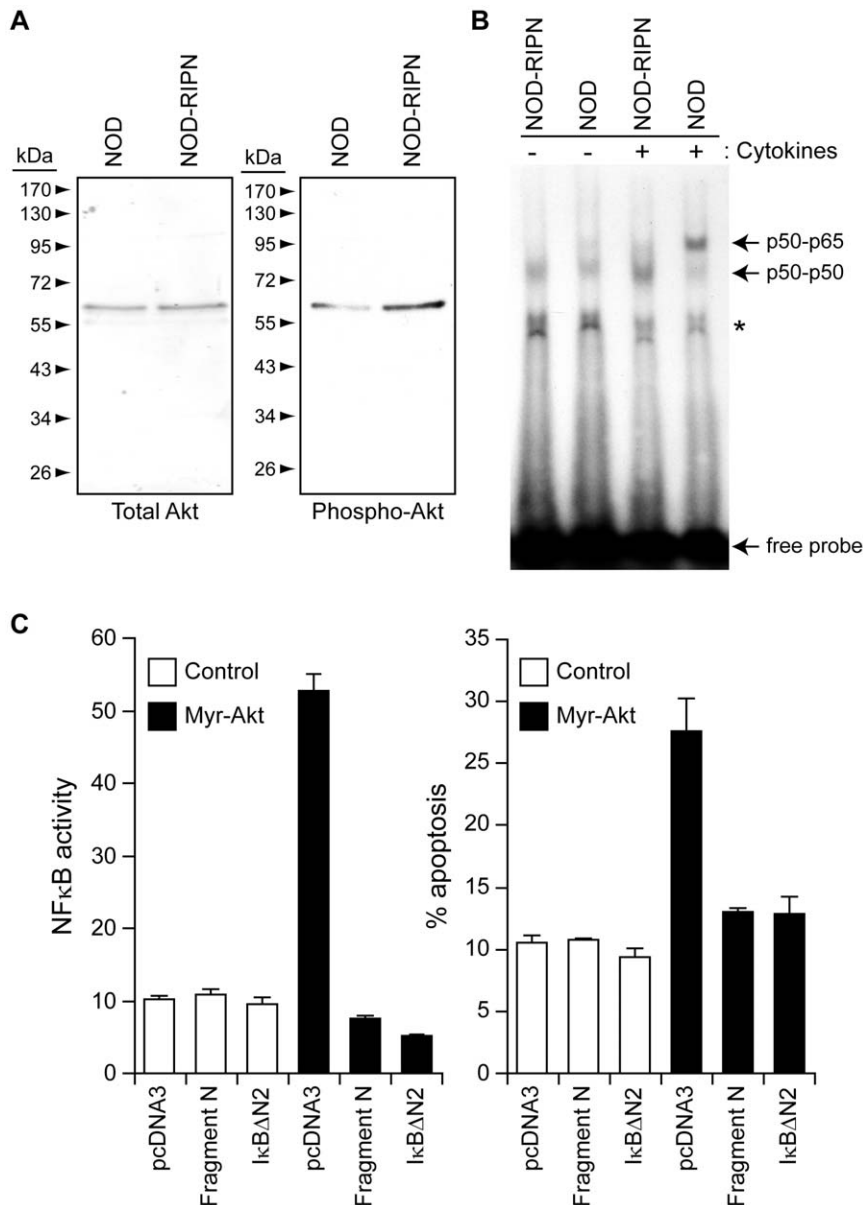 A
NOD
NOD-RIPN
NOD
NOD-RIPN
kDa
kDa
170
130
95
72
55
43
34
26
170
130
95
72
55
43
34
26
Total Akt
Phospho-Akt
B
NOD-RIPN
NOD
NOD-RIPN
NOD
- - + + : Cytokines
p50-p65
p50-p50
*
free probe
C
60
50
40
30
20
10
0
NFκB activity
Control
Myr-Akt
pcDNA3
Fragment N
IκBΔN2
pcDNA3
Fragment N
IκBΔN2
35
30
25
20
15
10
5
0
% apoptosis
Control
Myr-Akt
pcDNA3
Fragment N
IκBΔN2
pcDNA3
Fragment N
IκBΔN2